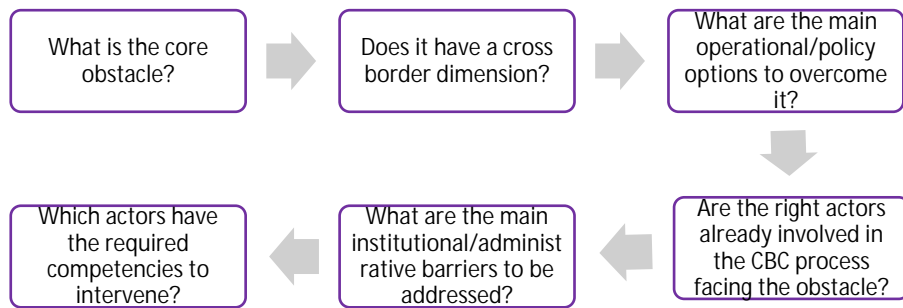 What is the core
obstacle?
Does it have a cross
border dimension?
What are the main
operational/policy
options to overcome
it?
Are the right actors
already involved in
the CBC process
facing the obstacle?
What are the main
institutional/administ
rative barriers to be
addressed?
Which actors have
the required
competencies to
intervene?